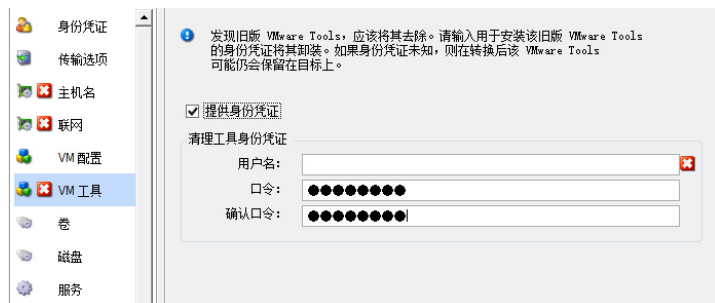 身份凭证
传输选项
主机名
联网
VM 配置
VM 工具
卷
磁盘
服务
发现旧版 VMware Tools，应该将其去除。请输入用于安装该旧版 VMware Tools
的身份凭证将其卸装。如果身份凭证未知，则在转换后该 VMware Tools
可能仍会保留在目标上。
提供身份凭证
清理工具身份凭证
用户名：
口令：
●●●●●●●●
确认口令：
●●●●●●●●